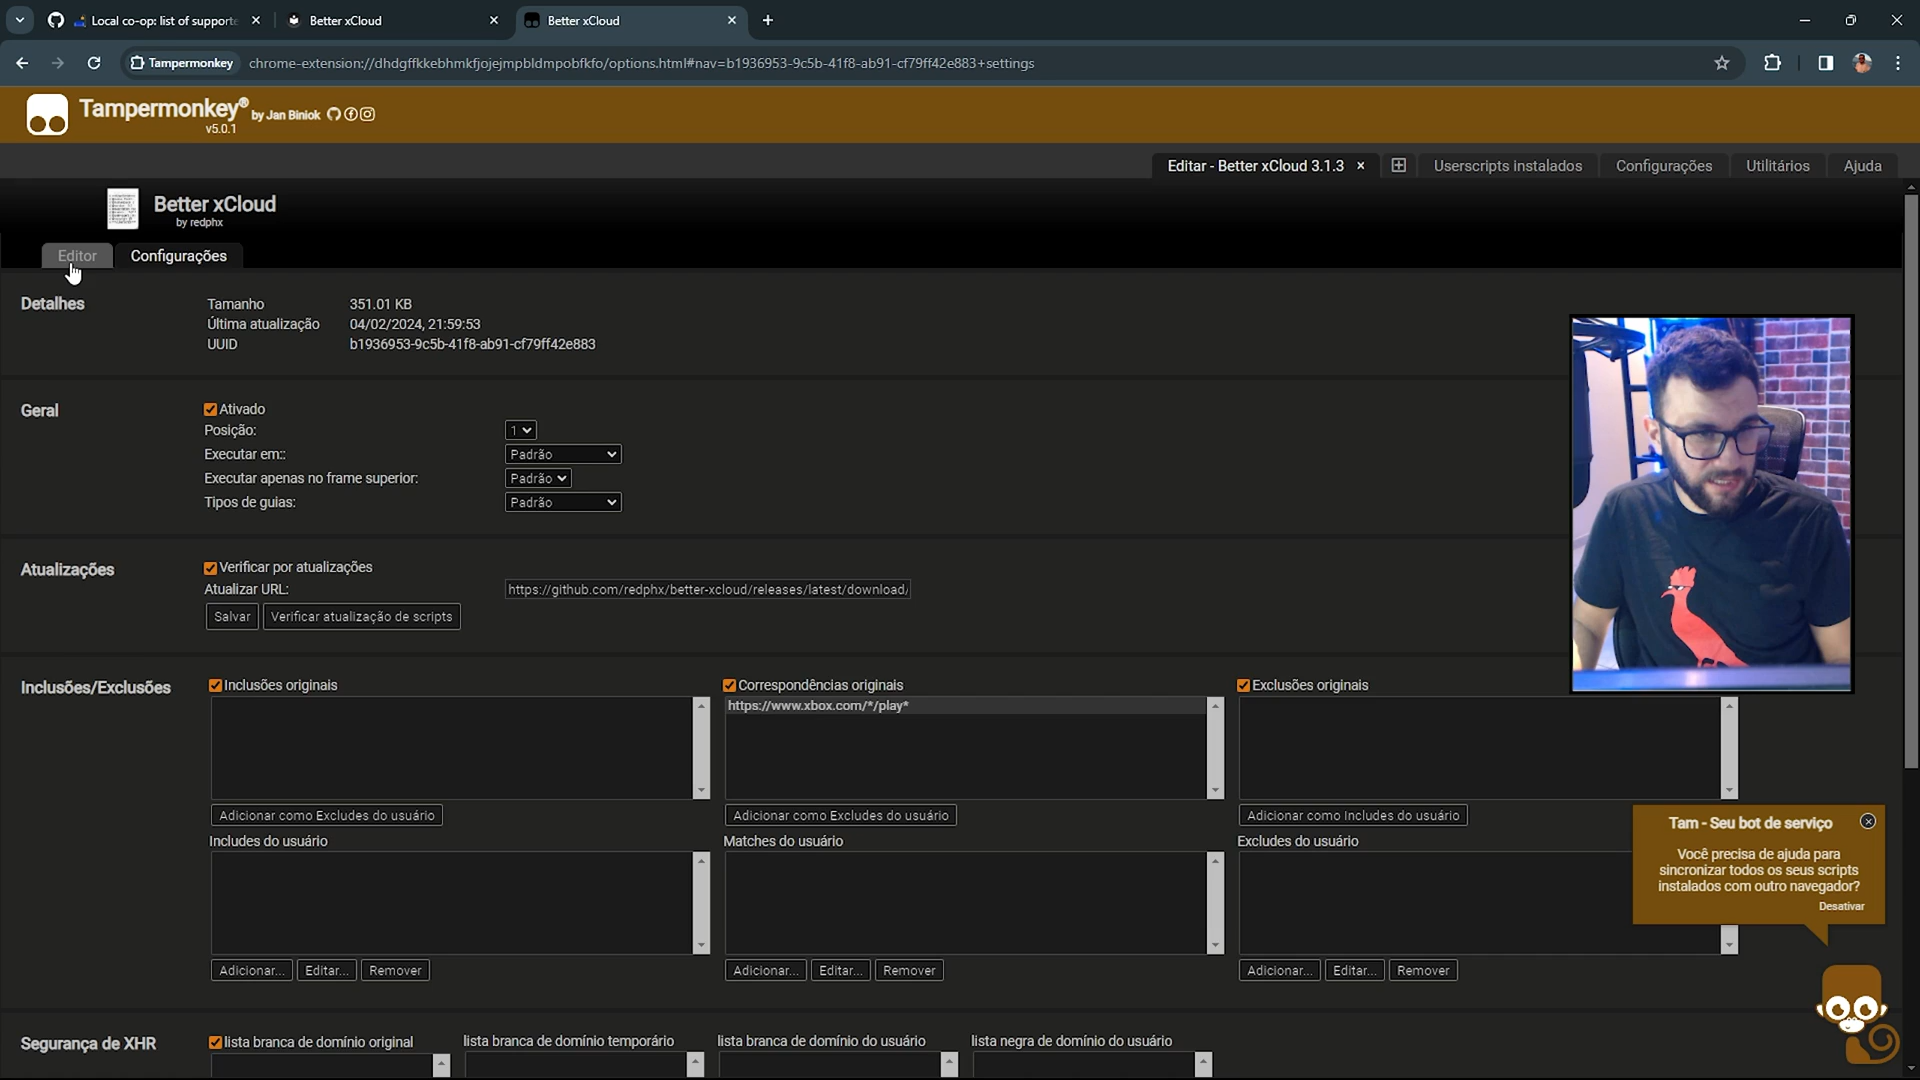 Local co-op: list of supporte
Better xCloud
Better xCloud
Tampermonkey
chrome-extension://dhdgffkkebhmkfjojejmpbldmpobfkfo/options.html#nav=b1936953-9c5b-41f8-ab91-cf79ff42e883+settings
Tampermonkey® by Jan Biniok
v5.0.1
Editar - Better xCloud 3.1.3
Userscripts instalados
Configurações
Utilitários
Ajuda
Better xCloud
by redphx
Editor
Configurações
Detalhes
Tamanho 351.01 KB
Última atualização 04/02/2024, 21:59:53
UUID b1936953-9c5b-41f8-ab91-cf79ff42e883
Geral
Ativado
Posição: 1
Executar em:: Padrão
Executar apenas no frame superior: Padrão
Tipos de guias: Padrão
Atualizações
Verificar por atualizações
Atualizar URL: https://github.com/redphx/better-xcloud/releases/latest/download/
Salvar Verificar atualização de scripts
Inclusões/Exclusões
Inclusões originais
Correspondências originais
Exclusões originais
https://www.xbox.com/*/play*
Adicionar como Excludes do usuário
Adicionar como Excludes do usuário
Adicionar como Includes do usuário
Includes do usuário
Matches do usuário
Excludes do usuário
Adicionar... Editar... Remover
Adicionar... Editar... Remover
Adicionar... Editar... Remover
Tam - Seu bot de serviço
Você precisa de ajuda para
sincronizar todos os seus scripts
instalados com outro navegador?
Desativar
Segurança de XHR
lista branca de domínio original
lista branca de domínio temporário
lista branca de domínio do usuário
lista negra de domínio do usuário